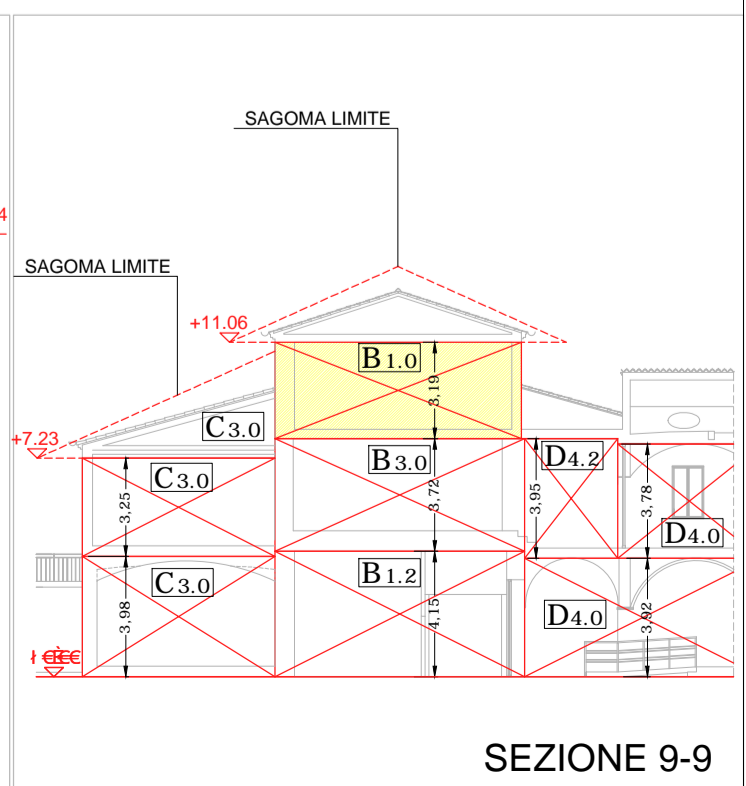 SAGOMA LIMITE
4
SAGOMA LIMITE
+11.06
B1.0
3,19
C3.0
+7.23
B3.0
D4.2
C3.0
3,25
3,72
3,95
3,78
D4.0
C3.0
B1.2
3,98
4,15
D4.0
3,92
SEZIONE 9-9